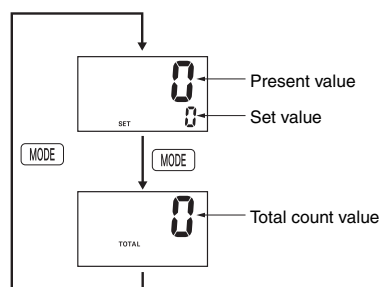 0 Present value
SET 0 Set value
MODE MODE
0 Total count value
TOTAL